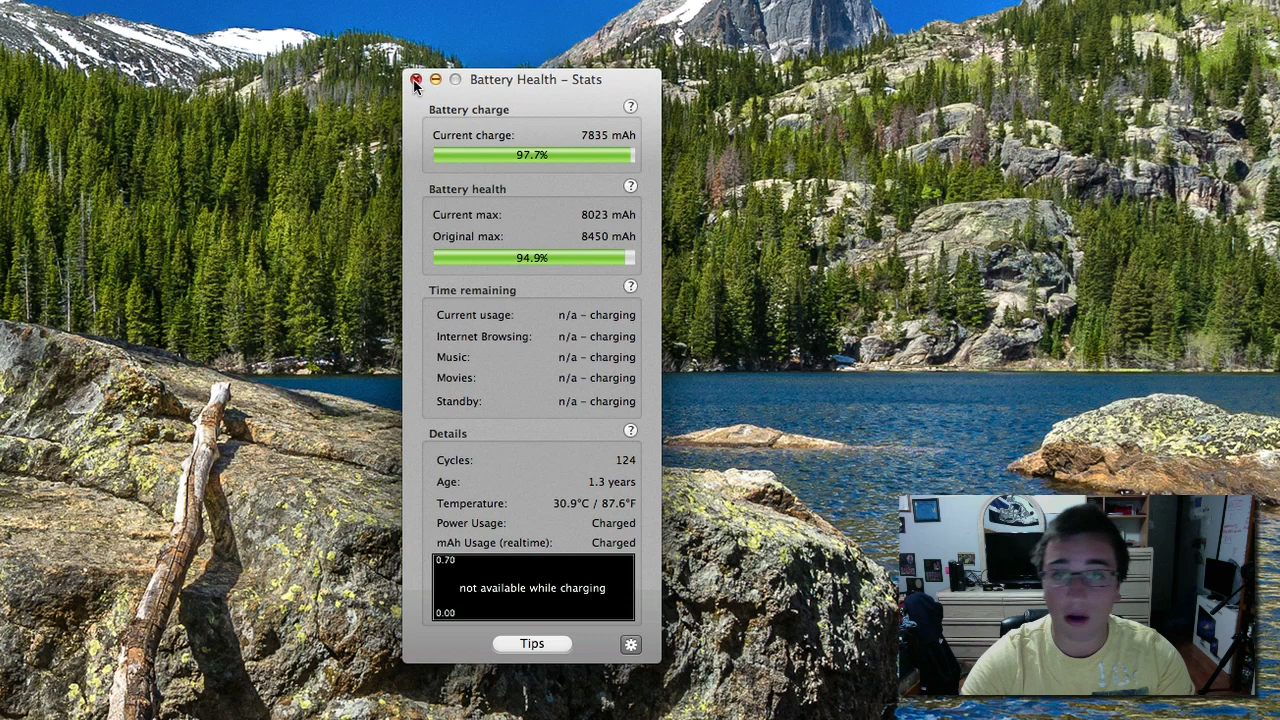 Battery Health – Stats
Battery charge ?
Current charge: 7835 mAh
97.7%
Battery health ?
Current max: 8023 mAh
Original max: 8450 mAh
94.9%
Time remaining ?
Current usage: n/a – charging
Internet Browsing: n/a – charging
Music: n/a – charging
Movies: n/a – charging
Standby: n/a – charging
Details ?
Cycles: 124
Age: 1.3 years
Temperature: 30.9°C / 87.6°F
Power Usage: Charged
mAh Usage (realtime): Charged
0.70
not available while charging
0.00
Tips